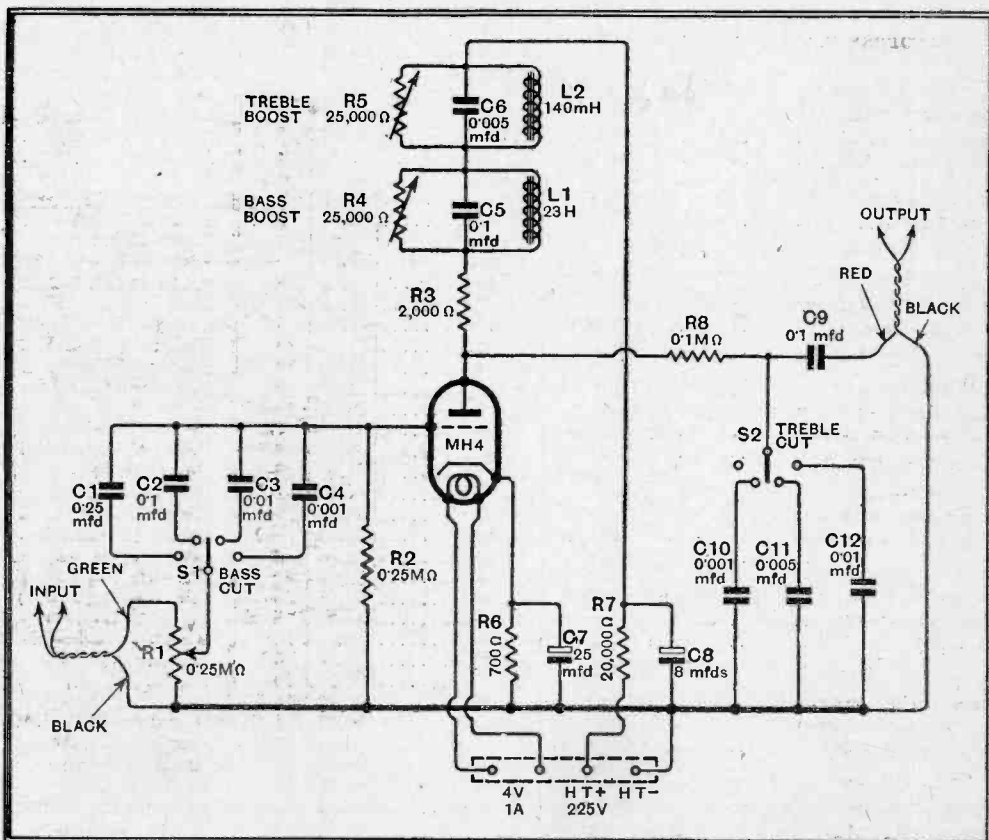 TREBLE
BOOST
R5
25,000 Ω
C6
0·005
mfd
L2
140mH
BASS
BOOST
R4
25,000 Ω
C5
0·1
mfd
L1
23 H
R3
2,000 Ω
OUTPUT
RED
BLACK
R8
0·1MΩ
C9
0·1 mfd
MH4
S2
TREBLE
CUT
C1
0·25
mfd
C2
0·1
mfd
C3
0·01
mfd
C4
0·001
mfd
S1
BASS
CUT
R2
0·25MΩ
GREEN
INPUT
R1
0·25MΩ
BLACK
R6
700Ω
C7
25
mfd
R7
20,000Ω
C8
8 mfds
C10
0·001
mfd
C11
0·005
mfd
C12
0·01
mfd
4V
1A
HT+
225V
HT−